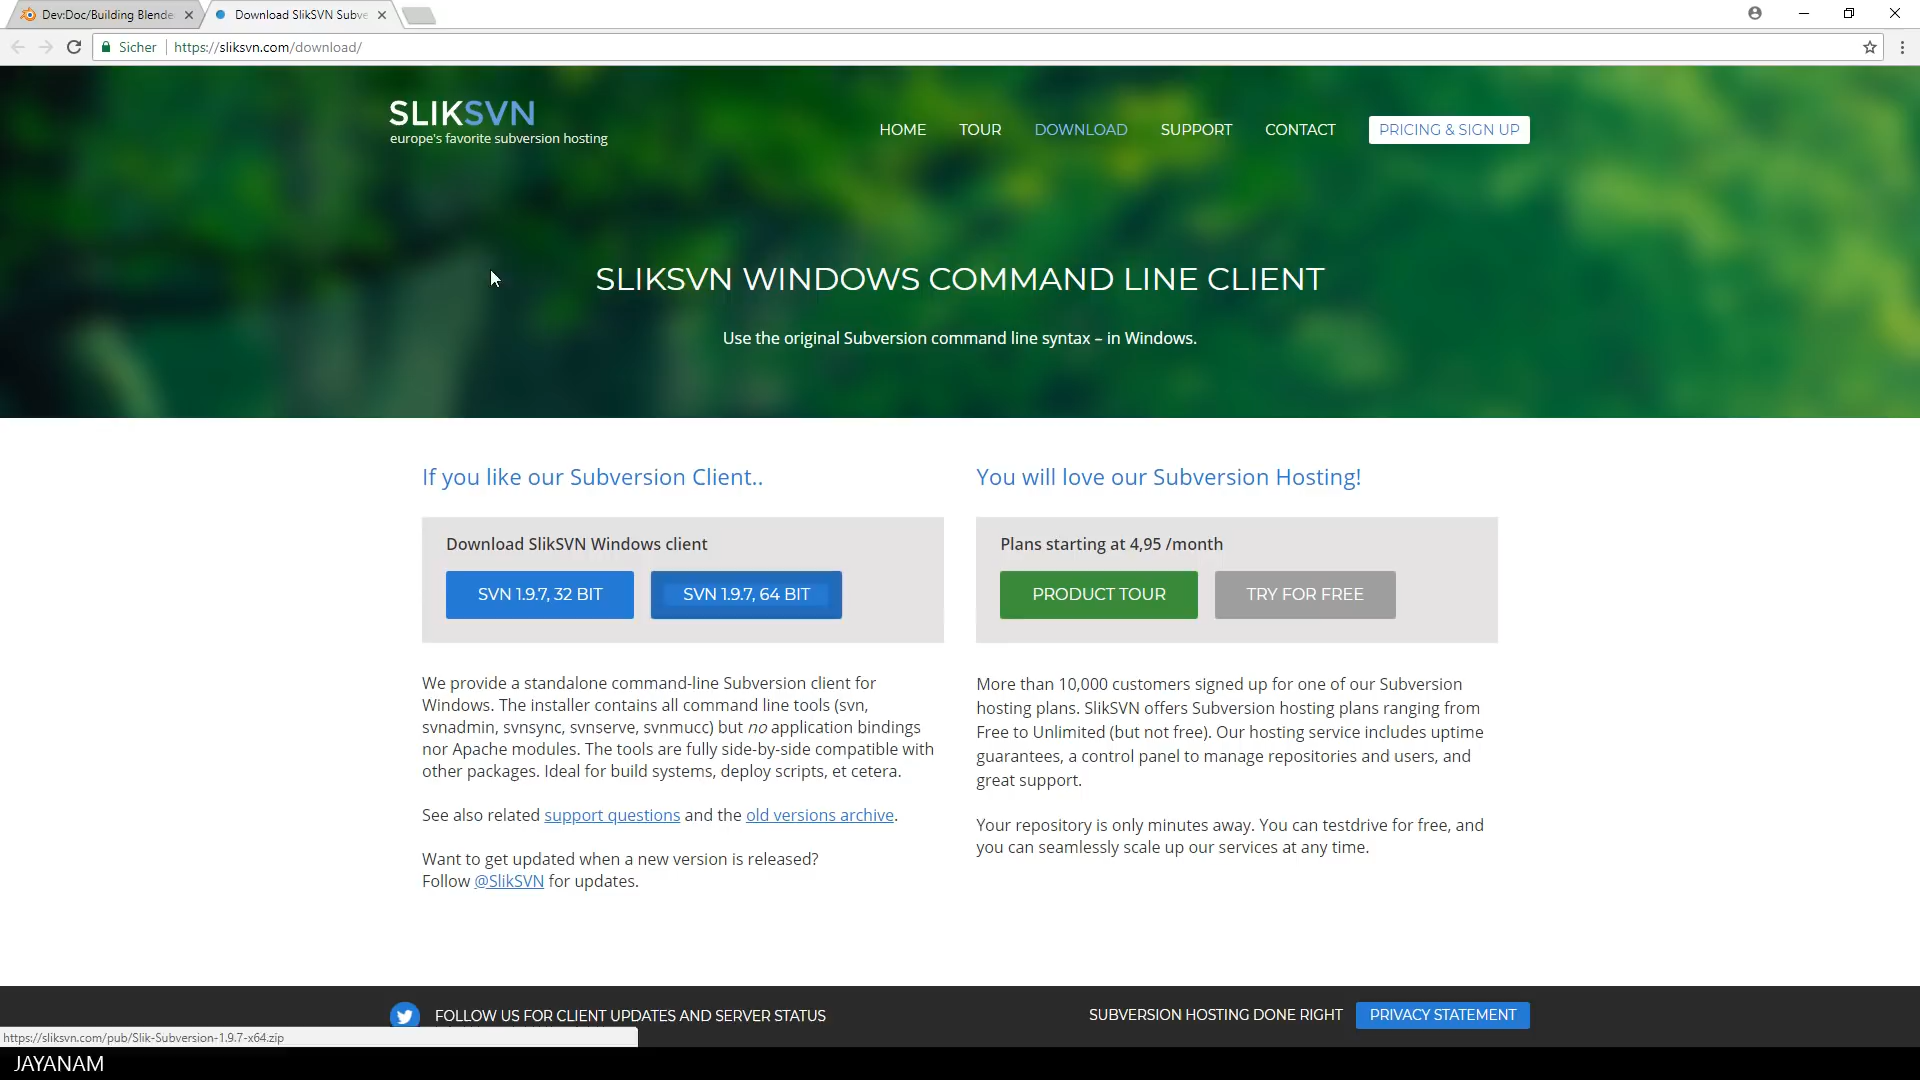 Dev:Doc/Building Blende
Download SlikSVN Subve
Sicher
https://sliksvn.com/download/
SLIKSVN
europe's favorite subversion hosting
HOME
TOUR
DOWNLOAD
SUPPORT
CONTACT
PRICING & SIGN UP
SLIKSVN WINDOWS COMMAND LINE CLIENT
Use the original Subversion command line syntax – in Windows.
If you like our Subversion Client..
Download SlikSVN Windows client
SVN 1.9.7, 32 BIT
SVN 1.9.7, 64 BIT
We provide a standalone command-line Subversion client for
Windows. The installer contains all command line tools (svn,
svnadmin, svnsync, svnserve, svnmucc) but no application bindings
nor Apache modules. The tools are fully side-by-side compatible with
other packages. Ideal for build systems, deploy scripts, et cetera.
See also related support questions and the old versions archive.
Want to get updated when a new version is released?
Follow @SlikSVN for updates.
You will love our Subversion Hosting!
Plans starting at 4,95 /month
PRODUCT TOUR
TRY FOR FREE
More than 10,000 customers signed up for one of our Subversion
hosting plans. SlikSVN offers Subversion hosting plans ranging from
Free to Unlimited (but not free). Our hosting service includes uptime
guarantees, a control panel to manage repositories and users, and
great support.
Your repository is only minutes away. You can testdrive for free, and
you can seamlessly scale up our services at any time.
FOLLOW US FOR CLIENT UPDATES AND SERVER STATUS
SUBVERSION HOSTING DONE RIGHT
PRIVACY STATEMENT
https://sliksvn.com/pub/Slik-Subversion-1.9.7-x64.zip
JAYANAM